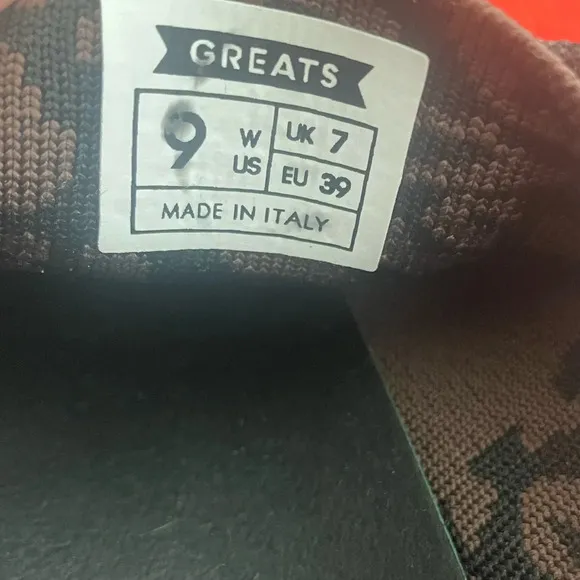 GREATS
9 W US UK 7
EU 39
MADE IN ITALY